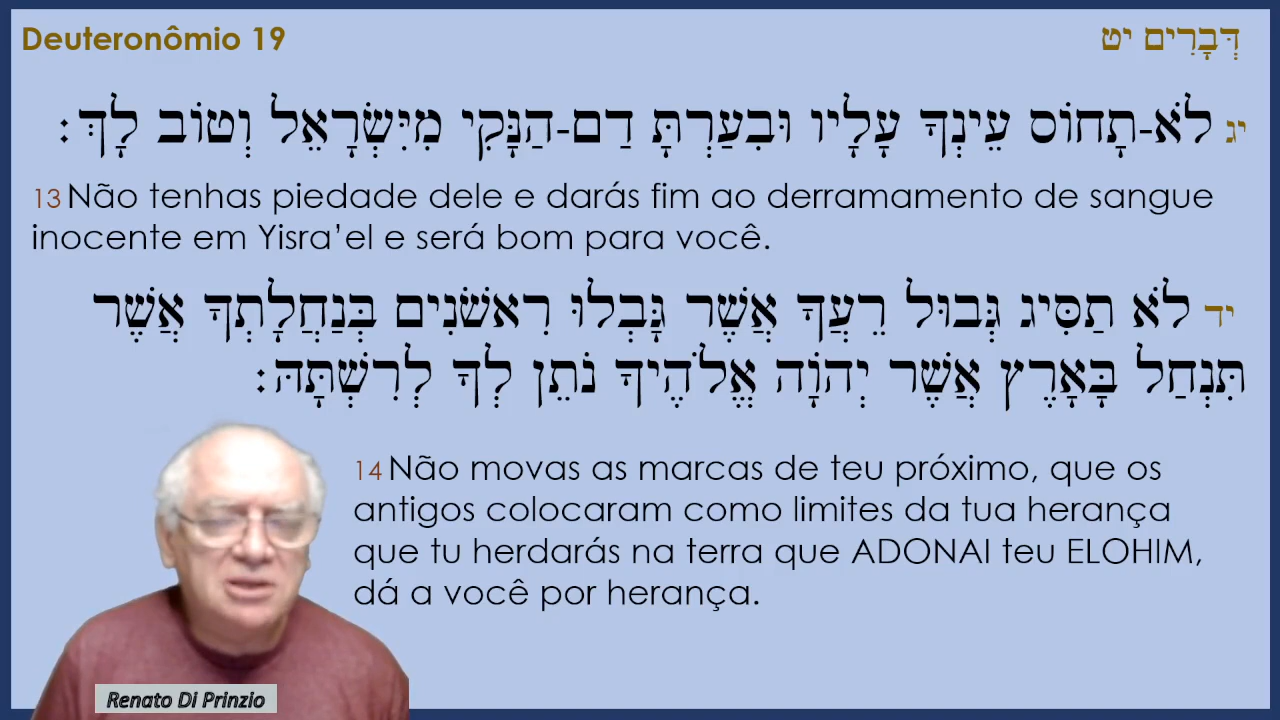 Deuteronômio 19
דְּבָרִים יט
יג לֹא-תָחוֹס עֵינְךָ עָלָיו וּבִעַרְתָּ דַם-הַנָּקִי מִיִּשְׂרָאֵל וְטוֹב לָךְ׃
13 Não tenhas piedade dele e darás fim ao derramamento de sangue
inocente em Yisra’el e será bom para você.
יד לֹא תַסִּיג גְּבוּל רֵעֲךָ אֲשֶׁר גָּבְלוּ רִאשֹׁנִים בְּנַחֲלָתְךָ אֲשֶׁר
תִּנְחַל בָּאָרֶץ אֲשֶׁר יְהוָֹה אֱלֹהֶיךָ נֹתֵן לְךָ לְרִשְׁתָּהּ׃
14 Não movas as marcas de teu próximo, que os
antigos colocaram como limites da tua herança
que tu herdarás na terra que ADONAI teu ELOHIM,
dá a você por herança.
Renato Di Prinzio